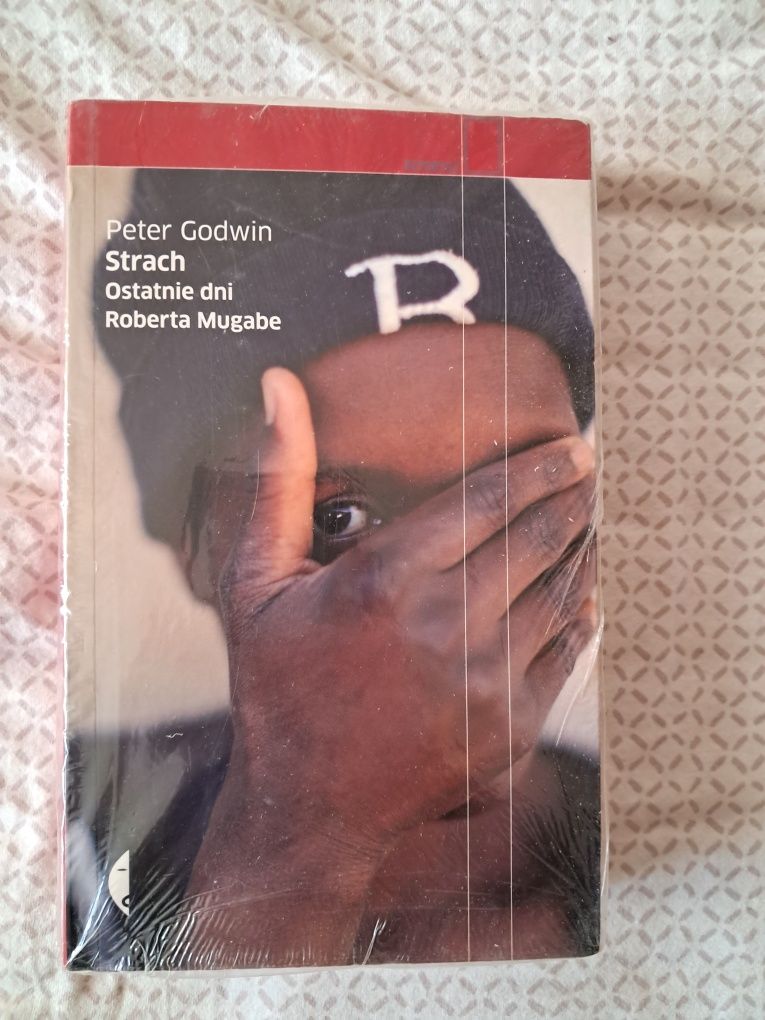 Peter Godwin
Strach
Ostatnie dni
Roberta Mugabe
R